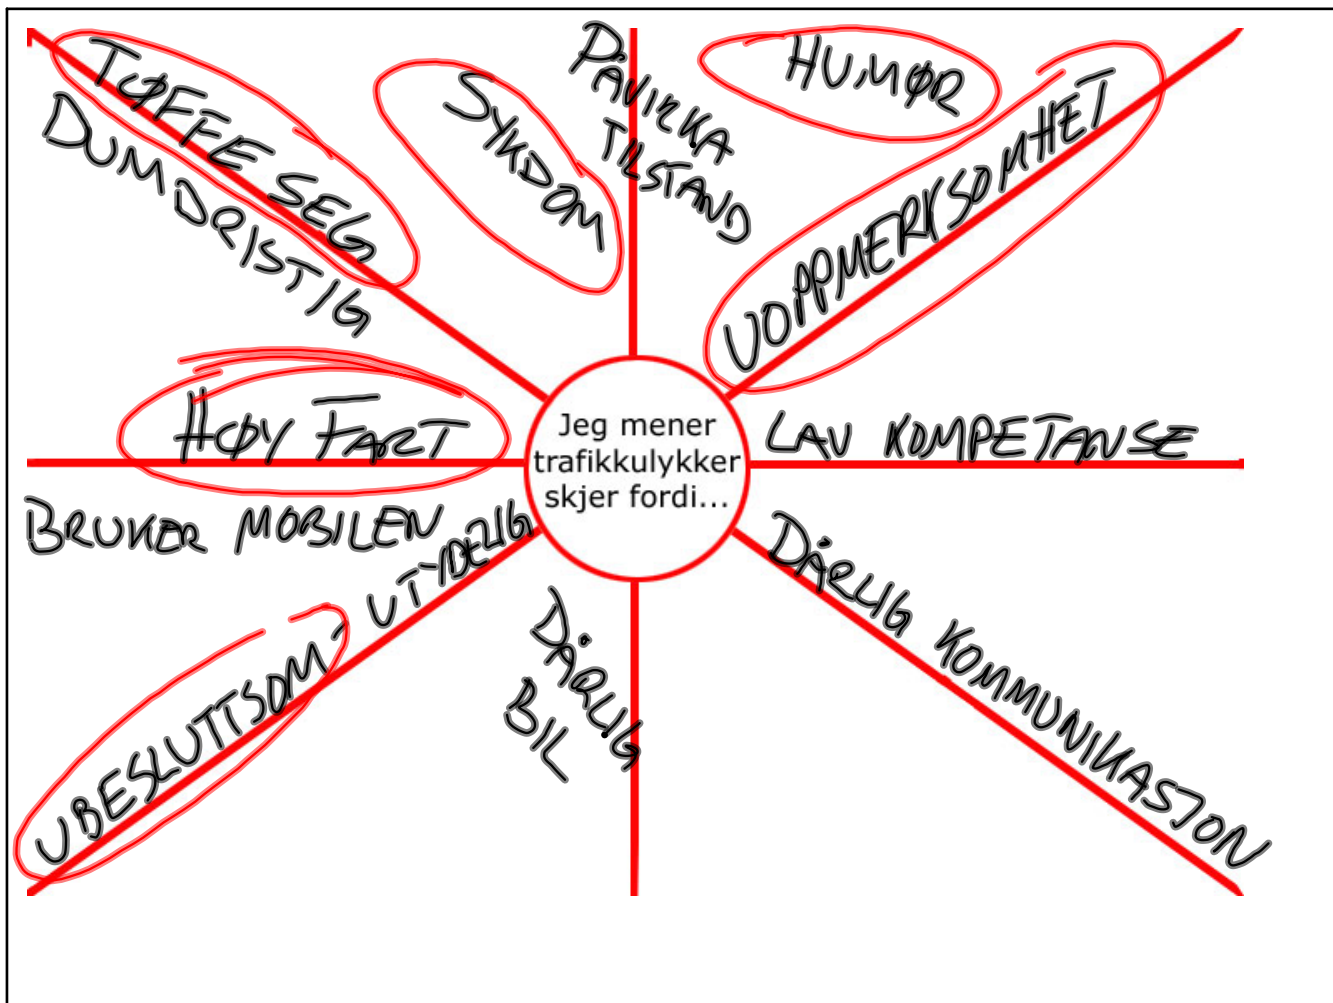 TØFFE SEG
DUMDRISTIG
SYKDOM
PÅVIRKA
TILSTAND
HUMØR
UOPPMERKSOMHET
HØY FART
Jeg mener
trafikkulykker
skjer fordi...
LAV KOMPETANSE
BRUKER MOBILEN
UBESLUTTSOM - UTYDELIG
DÅRLIG
BIL
DÅRLIG KOMMUNIKASJON